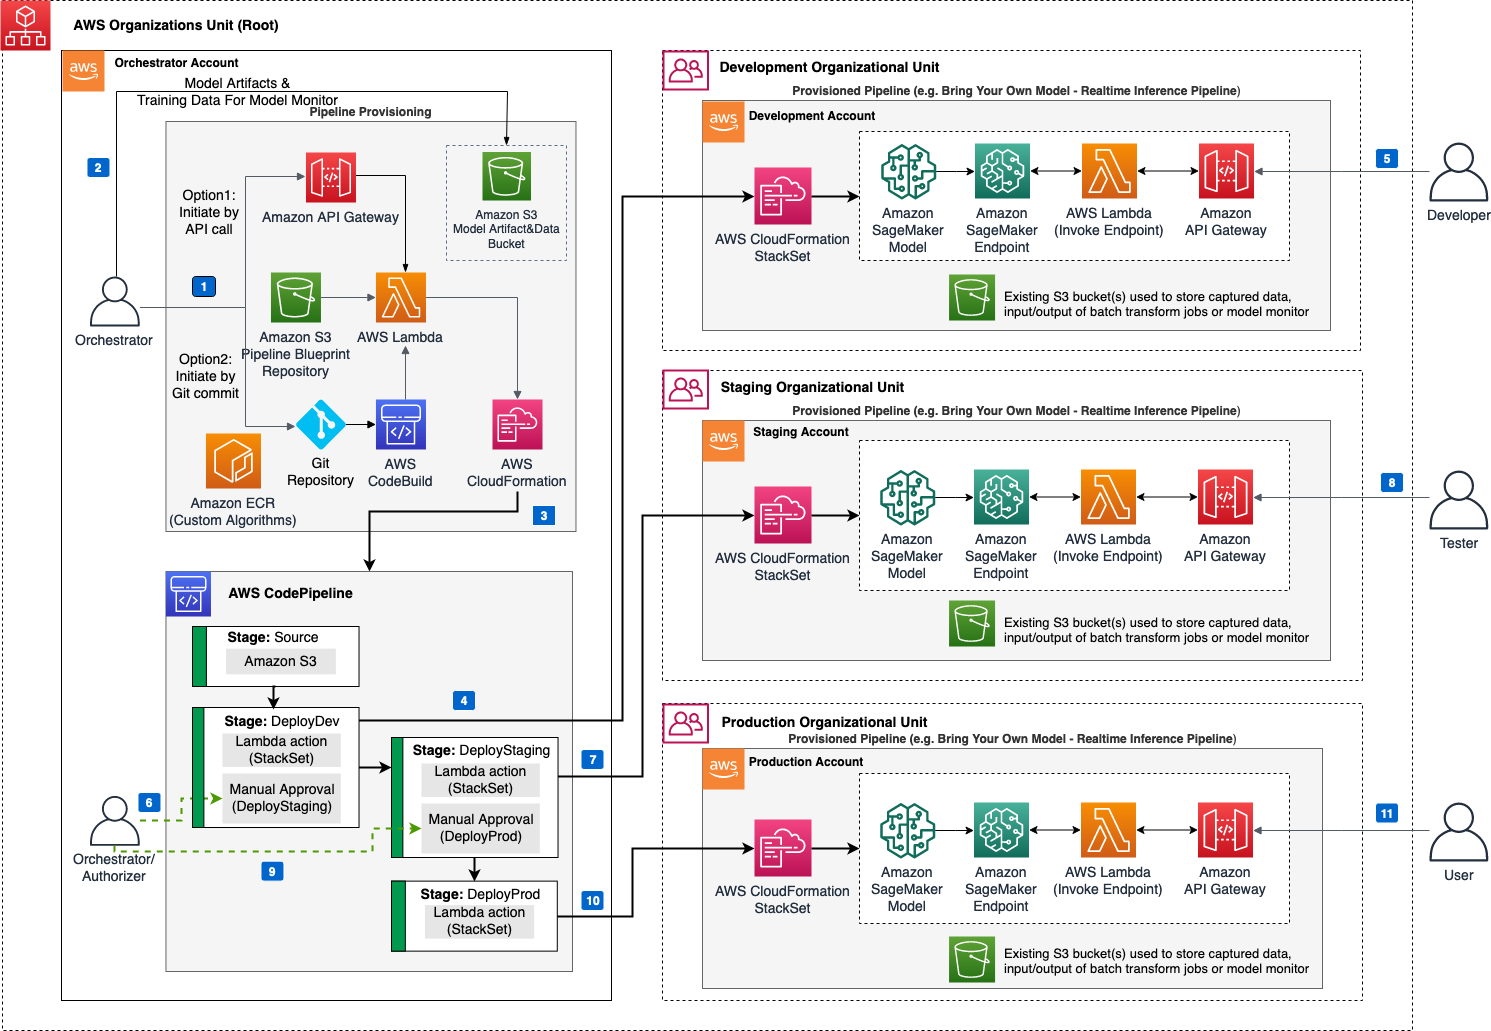 AWS Organizations Unit (Root)
aws
Orchestrator Account
Model Artifacts &
Training Data For Model Monitor
Pipeline Provisioning
2
Option1:
Initiate by
API call
Amazon API Gateway
Amazon S3
Model Artifact&Data
Bucket
1
Orchestrator
Amazon S3
Pipeline Blueprint
Repository
AWS Lambda
Option2:
Initiate by
Git commit
Git
Repository
AWS
CodeBuild
AWS
CloudFormation
Amazon ECR
(Custom Algorithms)
3
AWS CodePipeline
Stage: Source
Amazon S3
4
Stage: DeployDev
Lambda action
(StackSet)
Manual Approval
(DeployStaging)
Stage: DeployStaging
Lambda action
(StackSet)
Manual Approval
(DeployProd)
7
6
Orchestrator/
Authorizer
9
Stage: DeployProd
Lambda action
(StackSet)
10
Development Organizational Unit
Provisioned Pipeline (e.g. Bring Your Own Model - Realtime Inference Pipeline)
aws
Development Account
AWS CloudFormation
StackSet
Amazon
SageMaker
Model
Amazon
SageMaker
Endpoint
AWS Lambda
(Invoke Endpoint)
Amazon
API Gateway
Existing S3 bucket(s) used to store captured data,
input/output of batch transform jobs or model monitor
5
Developer
Staging Organizational Unit
Provisioned Pipeline (e.g. Bring Your Own Model - Realtime Inference Pipeline)
aws
Staging Account
AWS CloudFormation
StackSet
Amazon
SageMaker
Model
Amazon
SageMaker
Endpoint
AWS Lambda
(Invoke Endpoint)
Amazon
API Gateway
Existing S3 bucket(s) used to store captured data,
input/output of batch transform jobs or model monitor
8
Tester
Production Organizational Unit
Provisioned Pipeline (e.g. Bring Your Own Model - Realtime Inference Pipeline)
aws
Production Account
AWS CloudFormation
StackSet
Amazon
SageMaker
Model
Amazon
SageMaker
Endpoint
AWS Lambda
(Invoke Endpoint)
Amazon
API Gateway
Existing S3 bucket(s) used to store captured data,
input/output of batch transform jobs or model monitor
11
User